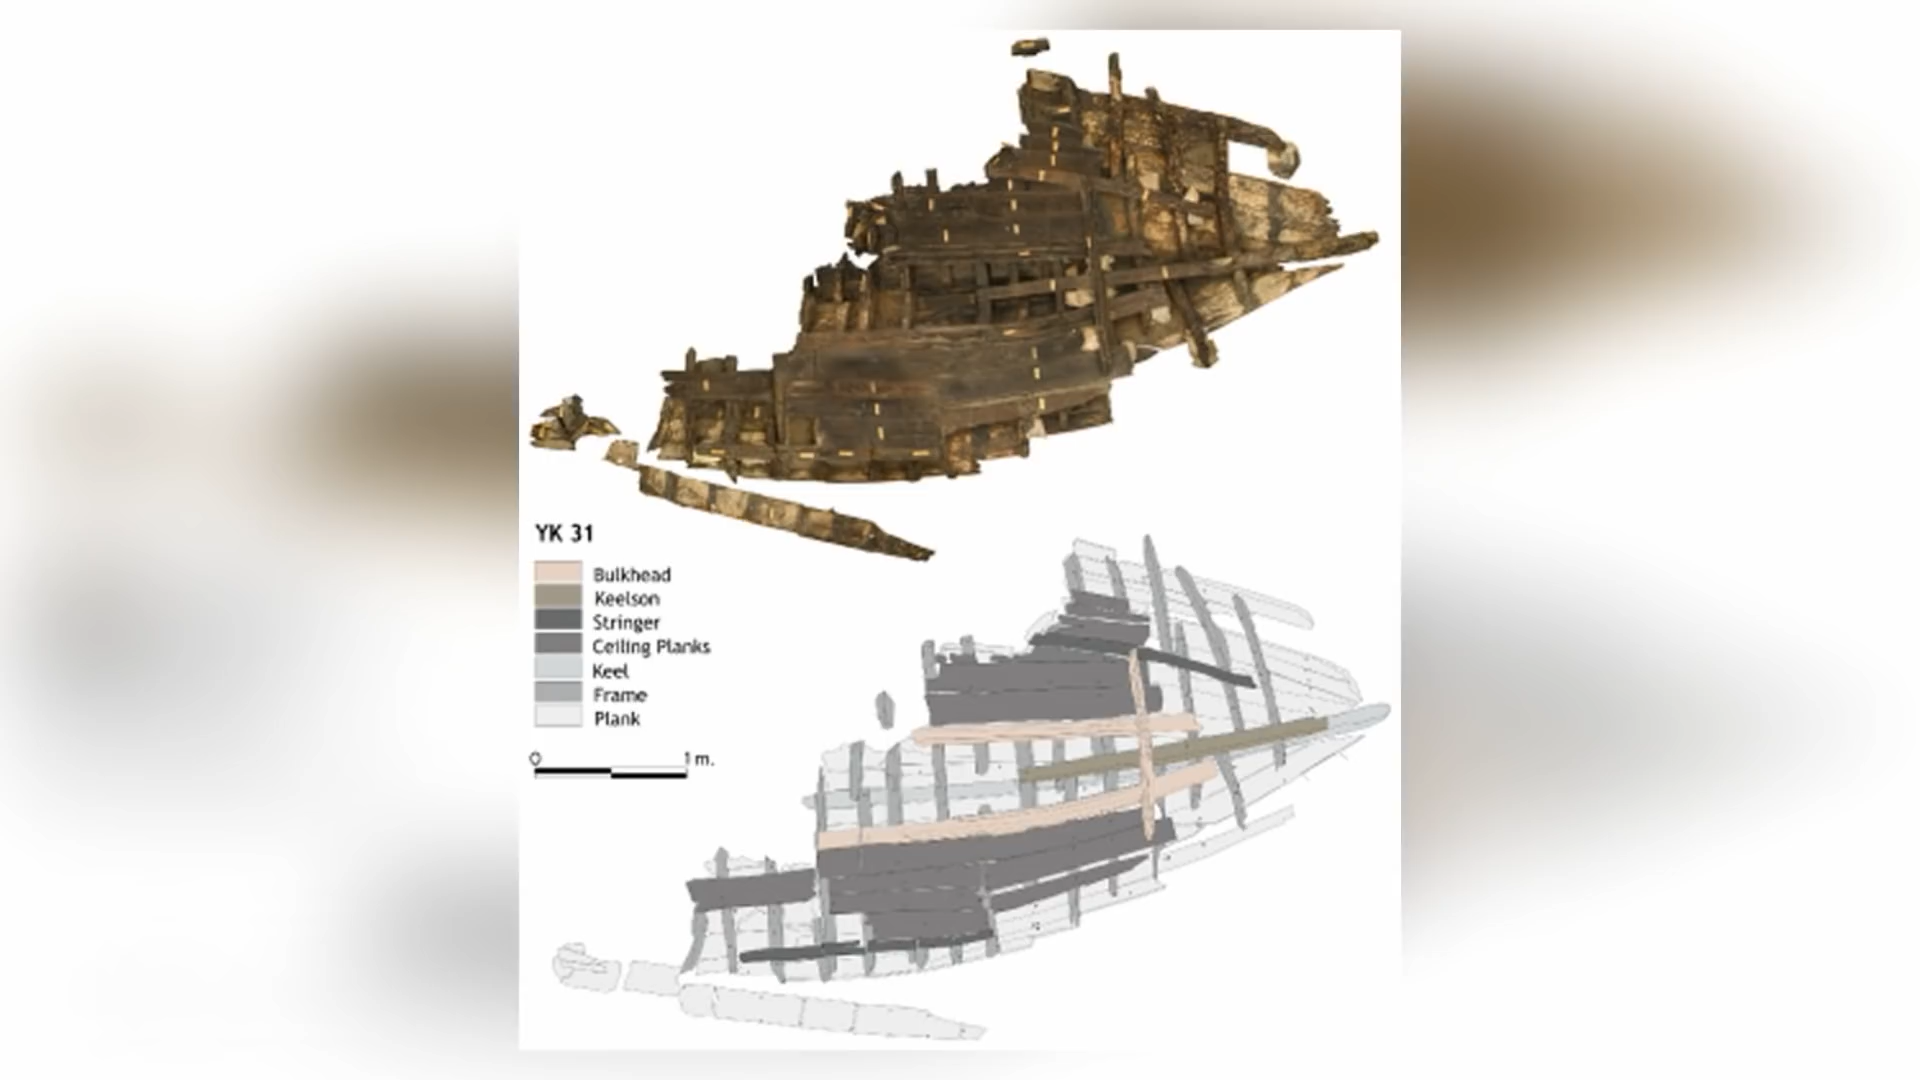 YK 31
Bulkhead
Keelson
Stringer
Ceiling Planks
Keel
Frame
Plank
0 1 m.